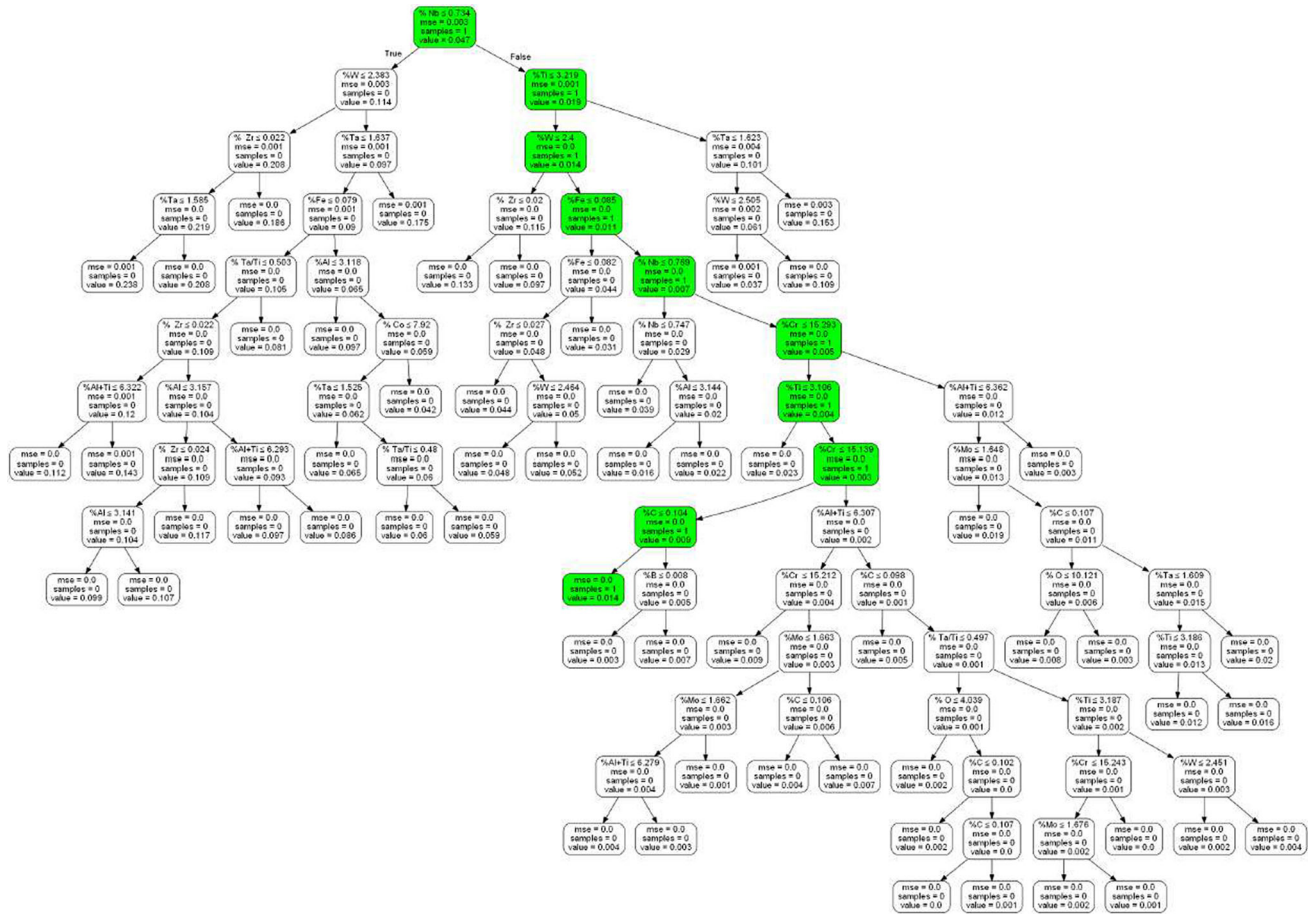 % Nb ≤ 0.734
mse = 0.003
samples = 1
value = 0.047
True
False
%W ≤ 2.383
mse = 0.003
samples = 0
value = 0.114
%Ti ≤ 3.219
mse = 0.001
samples = 1
value = 0.019
% Zr ≤ 0.022
mse = 0.001
samples = 0
value = 0.208
%Ta ≤ 1.637
mse = 0.001
samples = 0
value = 0.097
%W ≤ 2.4
mse = 0.0
samples = 1
value = 0.014
%Ta ≤ 1.623
mse = 0.004
samples = 0
value = 0.101
%Ta ≤ 1.585
mse = 0.0
samples = 0
value = 0.219
mse = 0.0
samples = 0
value = 0.186
%Fe ≤ 0.079
mse = 0.001
samples = 0
value = 0.09
mse = 0.001
samples = 0
value = 0.175
% Zr ≤ 0.02
mse = 0.0
samples = 0
value = 0.115
%Fe ≤ 0.085
mse = 0.0
samples = 1
value = 0.011
%W ≤ 2.505
mse = 0.002
samples = 0
value = 0.061
mse = 0.003
samples = 0
value = 0.153
mse = 0.001
samples = 0
value = 0.238
mse = 0.0
samples = 0
value = 0.208
% Ta/Ti ≤ 0.503
mse = 0.0
samples = 0
value = 0.105
%Al ≤ 3.118
mse = 0.0
samples = 0
value = 0.065
mse = 0.0
samples = 0
value = 0.133
mse = 0.0
samples = 0
value = 0.097
%Fe ≤ 0.082
mse = 0.0
samples = 0
value = 0.044
% Nb ≤ 0.769
mse = 0.0
samples = 1
value = 0.007
mse = 0.001
samples = 0
value = 0.037
mse = 0.0
samples = 0
value = 0.109
% Zr ≤ 0.022
mse = 0.0
samples = 0
value = 0.109
mse = 0.0
samples = 0
value = 0.081
mse = 0.0
samples = 0
value = 0.097
% Co ≤ 7.92
mse = 0.0
samples = 0
value = 0.059
% Zr ≤ 0.027
mse = 0.0
samples = 0
value = 0.048
mse = 0.0
samples = 0
value = 0.031
% Nb ≤ 0.747
mse = 0.0
samples = 0
value = 0.029
%Cr ≤ 15.293
mse = 0.0
samples = 1
value = 0.005
%Al+Ti ≤ 6.322
mse = 0.001
samples = 0
value = 0.12
%Al ≤ 3.157
mse = 0.0
samples = 0
value = 0.104
%Ta ≤ 1.525
mse = 0.0
samples = 0
value = 0.062
mse = 0.0
samples = 0
value = 0.042
mse = 0.0
samples = 0
value = 0.044
%W ≤ 2.464
mse = 0.0
samples = 0
value = 0.05
mse = 0.0
samples = 0
value = 0.039
%Al ≤ 3.144
mse = 0.0
samples = 0
value = 0.02
%Ti ≤ 3.106
mse = 0.0
samples = 1
value = 0.004
%Al+Ti ≤ 6.362
mse = 0.0
samples = 0
value = 0.012
mse = 0.0
samples = 0
value = 0.112
mse = 0.001
samples = 0
value = 0.143
% Zr ≤ 0.024
mse = 0.0
samples = 0
value = 0.109
%Al+Ti ≤ 6.293
mse = 0.0
samples = 0
value = 0.093
mse = 0.0
samples = 0
value = 0.065
% Ta/Ti ≤ 0.48
mse = 0.0
samples = 0
value = 0.06
mse = 0.0
samples = 0
value = 0.048
mse = 0.0
samples = 0
value = 0.052
mse = 0.0
samples = 0
value = 0.016
mse = 0.0
samples = 0
value = 0.022
mse = 0.0
samples = 0
value = 0.023
%Cr ≤ 15.139
mse = 0.0
samples = 1
value = 0.003
%Mo ≤ 1.648
mse = 0.0
samples = 0
value = 0.013
mse = 0.0
samples = 0
value = 0.003
%Al ≤ 3.141
mse = 0.0
samples = 0
value = 0.104
mse = 0.0
samples = 0
value = 0.117
mse = 0.0
samples = 0
value = 0.097
mse = 0.0
samples = 0
value = 0.086
mse = 0.0
samples = 0
value = 0.06
mse = 0.0
samples = 0
value = 0.059
%C ≤ 0.104
mse = 0.0
samples = 1
value = 0.009
%Al+Ti ≤ 6.307
mse = 0.0
samples = 0
value = 0.002
mse = 0.0
samples = 0
value = 0.019
%C ≤ 0.107
mse = 0.0
samples = 0
value = 0.011
mse = 0.0
samples = 0
value = 0.099
mse = 0.0
samples = 0
value = 0.107
mse = 0.0
samples = 1
value = 0.014
%B ≤ 0.008
mse = 0.0
samples = 0
value = 0.005
%Cr ≤ 15.212
mse = 0.0
samples = 0
value = 0.004
%C ≤ 0.098
mse = 0.0
samples = 0
value = 0.001
% O ≤ 10.121
mse = 0.0
samples = 0
value = 0.006
%Ta ≤ 1.609
mse = 0.0
samples = 0
value = 0.015
mse = 0.0
samples = 0
value = 0.003
mse = 0.0
samples = 0
value = 0.007
mse = 0.0
samples = 0
value = 0.009
%Mo ≤ 1.663
mse = 0.0
samples = 0
value = 0.003
mse = 0.0
samples = 0
value = 0.005
% Ta/Ti ≤ 0.497
mse = 0.0
samples = 0
value = 0.001
mse = 0.0
samples = 0
value = 0.008
mse = 0.0
samples = 0
value = 0.003
%Ti ≤ 3.186
mse = 0.0
samples = 0
value = 0.013
mse = 0.0
samples = 0
value = 0.02
%Mo ≤ 1.662
mse = 0.0
samples = 0
value = 0.003
%C ≤ 0.106
mse = 0.0
samples = 0
value = 0.006
% O ≤ 4.039
mse = 0.0
samples = 0
value = 0.001
%Ti ≤ 3.187
mse = 0.0
samples = 0
value = 0.002
mse = 0.0
samples = 0
value = 0.012
mse = 0.0
samples = 0
value = 0.016
%Al+Ti ≤ 6.279
mse = 0.0
samples = 0
value = 0.004
mse = 0.0
samples = 0
value = 0.001
mse = 0.0
samples = 0
value = 0.004
mse = 0.0
samples = 0
value = 0.007
mse = 0.0
samples = 0
value = 0.002
%C ≤ 0.102
mse = 0.0
samples = 0
value = 0.0
%Cr ≤ 15.243
mse = 0.0
samples = 0
value = 0.001
%W ≤ 2.451
mse = 0.0
samples = 0
value = 0.003
mse = 0.0
samples = 0
value = 0.004
mse = 0.0
samples = 0
value = 0.003
mse = 0.0
samples = 0
value = 0.002
%C ≤ 0.107
mse = 0.0
samples = 0
value = 0.0
%Mo ≤ 1.676
mse = 0.0
samples = 0
value = 0.002
mse = 0.0
samples = 0
value = 0.0
mse = 0.0
samples = 0
value = 0.002
mse = 0.0
samples = 0
value = 0.004
mse = 0.0
samples = 0
value = 0.0
mse = 0.0
samples = 0
value = 0.001
mse = 0.0
samples = 0
value = 0.002
mse = 0.0
samples = 0
value = 0.001